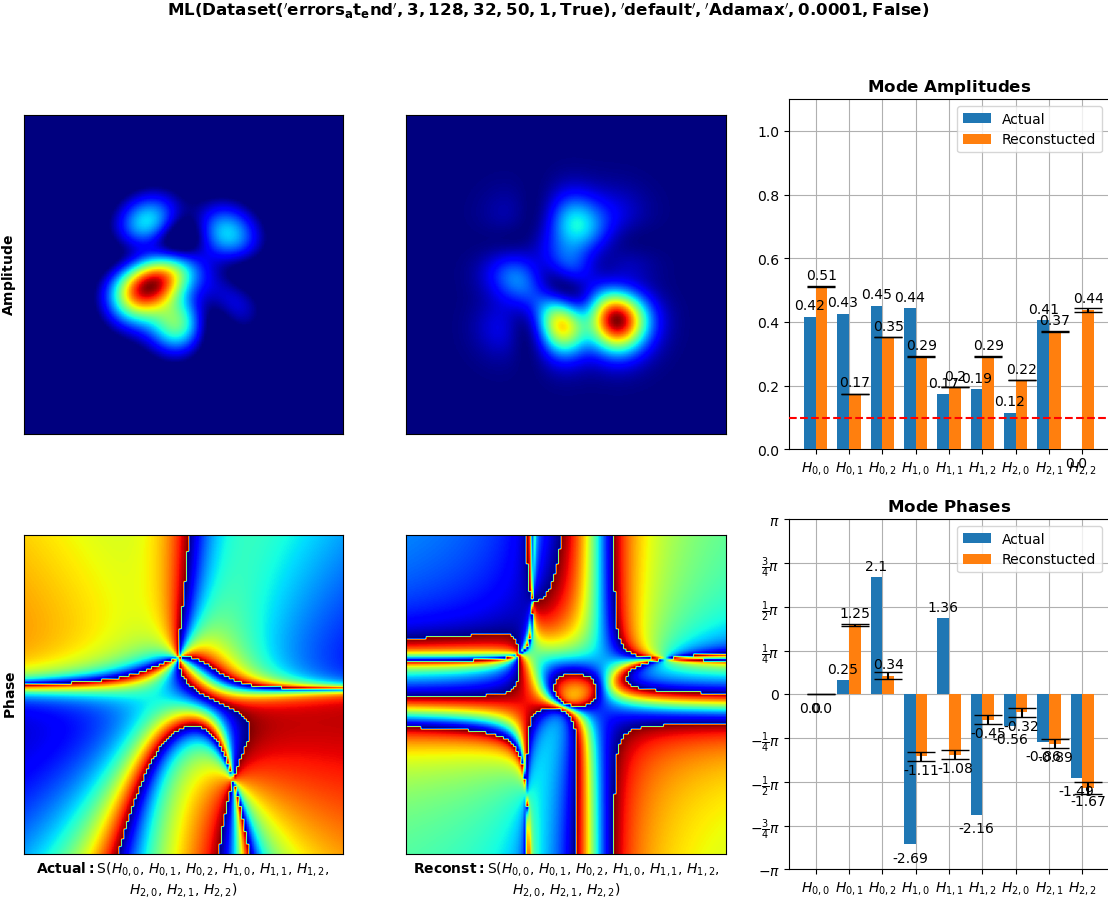 ML(Dataset('errors_at_end', 3, 128, 32, 50, 1, True), 'default', 'Adamax', 0.0001, False)
Amplitude
Mode Amplitudes
Actual
Reconstucted
1.0
0.8
0.6
0.4
0.2
0.0
0.42 0.51 0.43 0.17 0.45 0.35 0.44 0.29 0.17 0.2 0.19 0.29 0.12 0.22 0.41 0.37 0.0 0.44
H0,0 H0,1 H0,2 H1,0 H1,1 H1,2 H2,0 H2,1 H2,2
Phase
Mode Phases
Actual
Reconstucted
π
3/4π
1/2π
1/4π
0
−1/4π
−1/2π
−3/4π
−π
0.0 0.0 0.25 1.25 2.1 0.34 -2.69 -1.11 1.36 -1.08 -2.16 -0.45 -0.56 -0.32 -0.86 -0.89 -1.49 -1.67
H0,0 H0,1 H0,2 H1,0 H1,1 H1,2 H2,0 H2,1 H2,2
Actual: S(H0,0, H0,1, H0,2, H1,0, H1,1, H1,2,
H2,0, H2,1, H2,2)
Reconst: S(H0,0, H0,1, H0,2, H1,0, H1,1, H1,2,
H2,0, H2,1, H2,2)